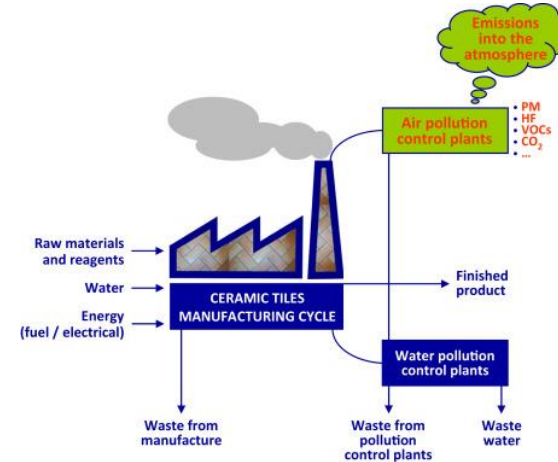 Emissions
into the
atmosphere
Air pollution
control plants
• PM
• HF
• VOCs
• CO₂
• ...
Raw materials
and reagents
Water
Energy
(fuel / electrical)
CERAMIC TILES
MANUFACTURING CYCLE
Finished
product
Water pollution
control plants
Waste from
manufacture
Waste from
pollution
control plants
Waste
water